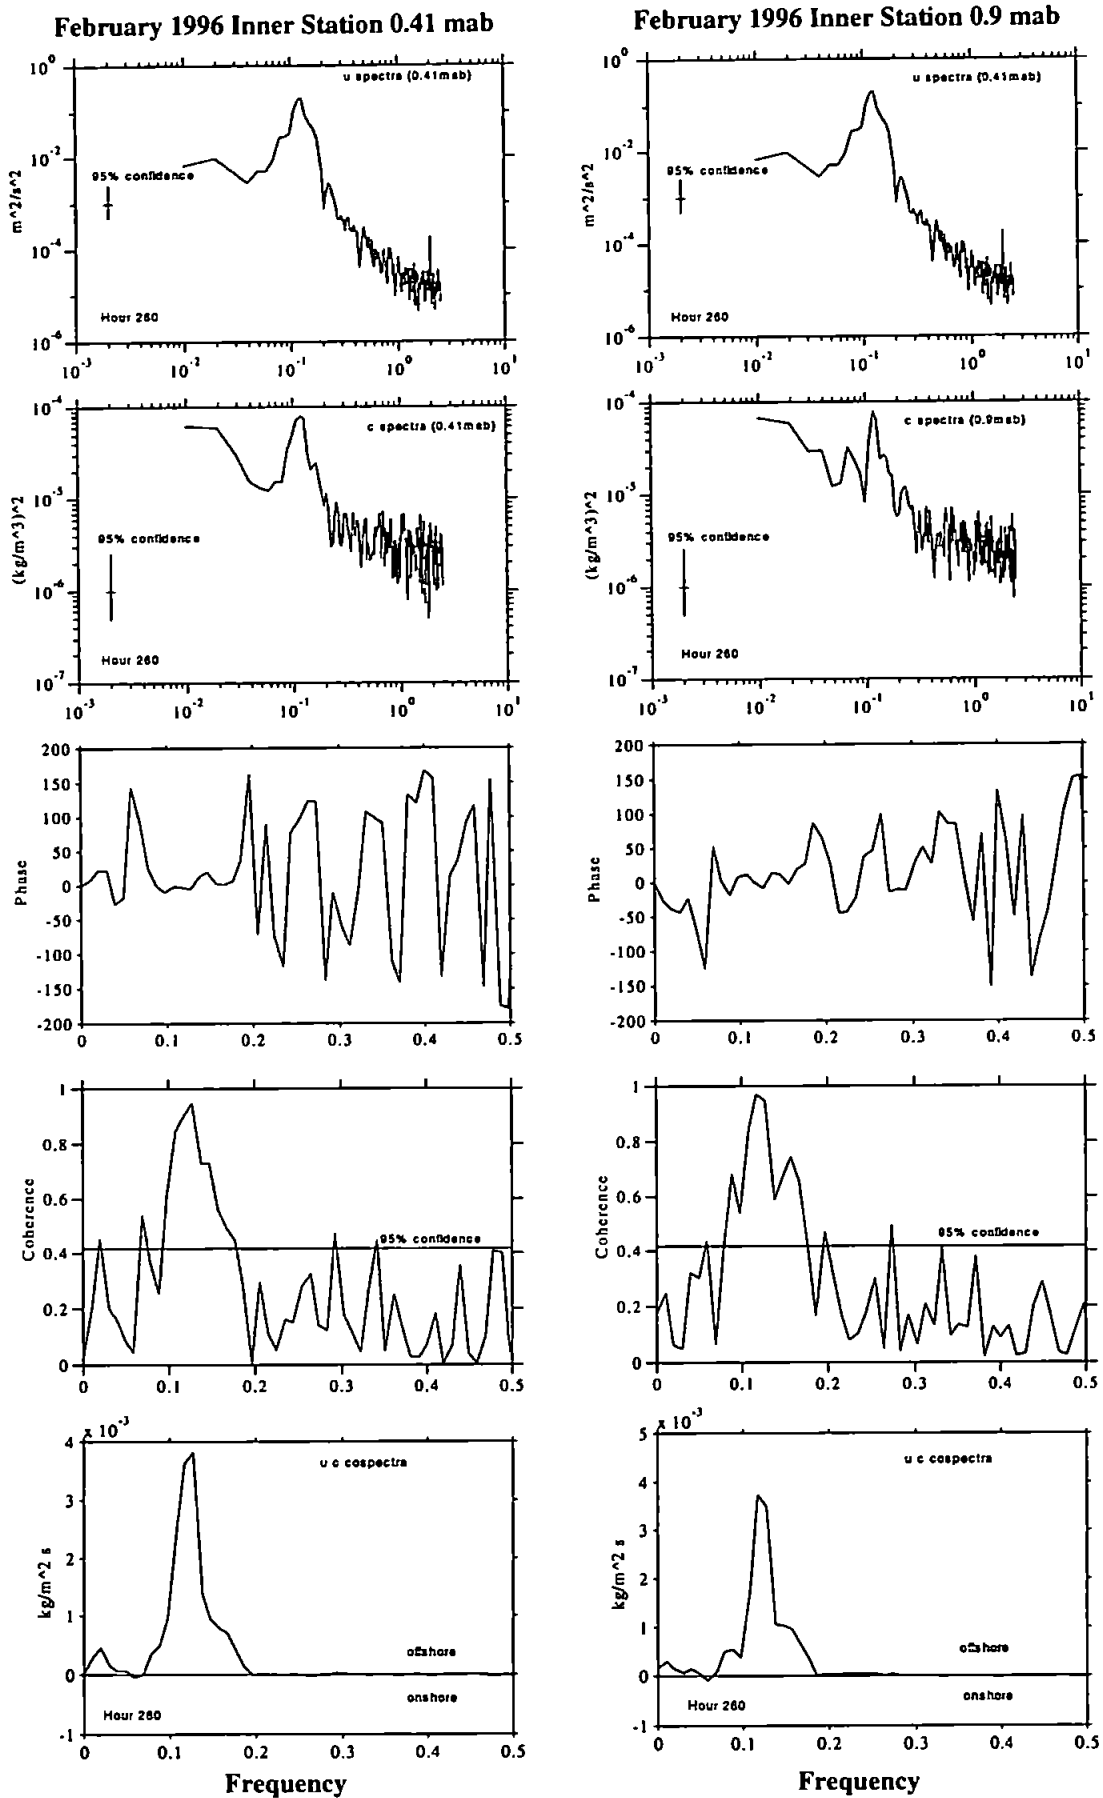 February 1996 Inner Station 0.41 mab
10^0
10^-2
10^-4
10^-6
m^2/s^2
u spectra (0.41mab)
95% confidence
Hour 260
10^-3 10^-2 10^-1 10^0 10^1
10^-4
10^-5
10^-6
10^-7
(kg/m^3)^2
c spectra (0.41mab)
95% confidence
Hour 260
10^-3 10^-2 10^-1 10^0 10^1
200
150
100
50
0
-50
-100
-150
-200
Phase
0 0.1 0.2 0.3 0.4 0.5
1
0.8
0.6
0.4
0.2
0
Coherence
95% confidence
0 0.1 0.2 0.3 0.4 0.5
x 10^-3
4
3
2
1
0
-1
kg/m^2 s
u c cospectra
offshore
onshore
Hour 260
0 0.1 0.2 0.3 0.4 0.5
Frequency
February 1996 Inner Station 0.9 mab
10^0
10^-2
10^-4
10^-6
m^2/s^2
u spectra (0.41mab)
95% confidence
Hour 260
10^-3 10^-2 10^-1 10^0 10^1
10^-4
10^-5
10^-6
10^-7
(kg/m^3)^2
c spectra (0.9mab)
95% confidence
Hour 260
10^-3 10^-2 10^-1 10^0 10^1
200
150
100
50
0
-50
-100
-150
-200
Phase
0 0.1 0.2 0.3 0.4 0.5
1
0.8
0.6
0.4
0.2
0
Coherence
95% confidence
0 0.1 0.2 0.3 0.4 0.5
x 10^-3
5
4
3
2
1
0
-1
kg/m^2 s
u c cospectra
offshore
onshore
Hour 260
0 0.1 0.2 0.3 0.4 0.5
Frequency